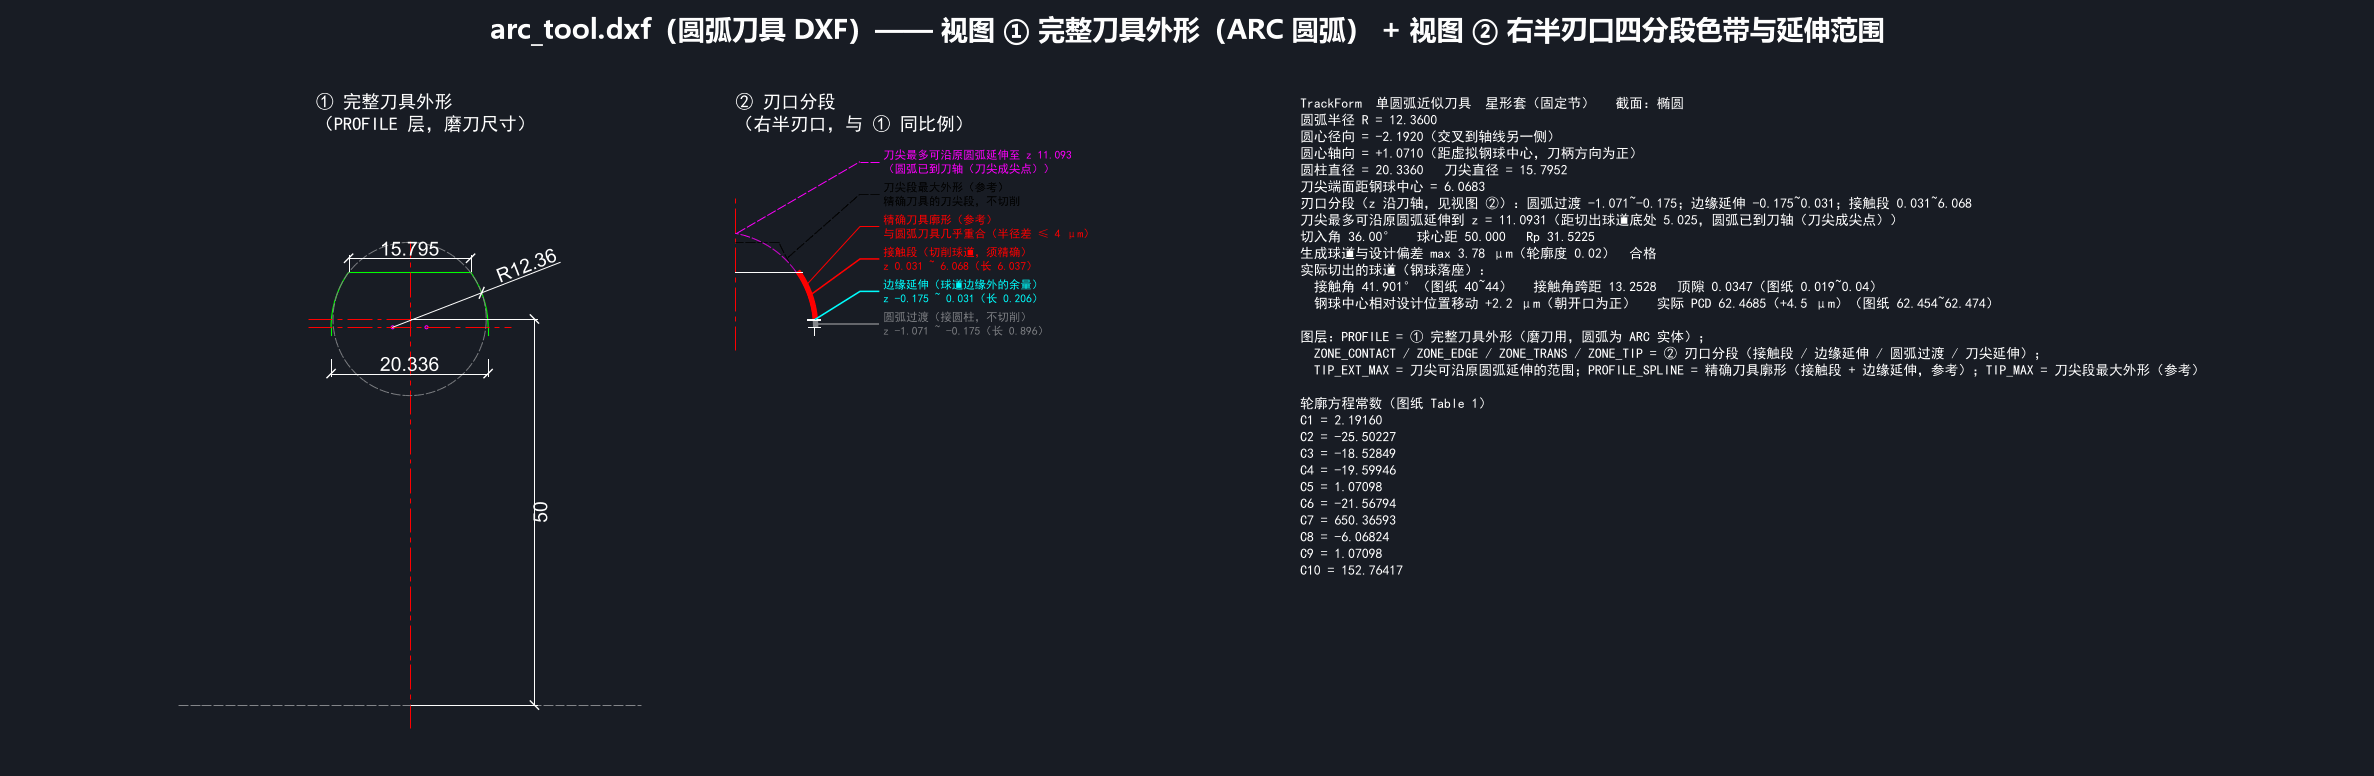 arc_tool.dxf（圆弧刀具 DXF）—— 视图 ① 完整刀具外形（ARC 圆弧） + 视图 ② 右半刃口四分段色带与延伸范围
① 完整刀具外形
（PROFILE 层，磨刀尺寸）
15.795
R12.36
20.336
50
② 刃口分段
（右半刃口，与 ① 同比例）
刀尖最多可沿原圆弧延伸至 z 11.093
（圆弧已到刀轴（刀尖成尖点））
刀尖段最大外形（参考）
精确刀具的刀尖段，不切削
精确刀具廓形（参考）
与圆弧刀具几乎重合（半径差 ≤ 4 μm）
接触段（切削球道，须精确）
z 0.031 ~ 6.068（长 6.037）
边缘延伸（球道边缘外的余量）
z -0.175 ~ 0.031（长 0.206）
圆弧过渡（接圆柱，不切削）
z -1.071 ~ -0.175（长 0.896）
TrackForm 单圆弧近似刀具 星形套（固定节） 截面：椭圆
圆弧半径 R = 12.3600
圆心径向 = -2.1920（交叉到轴线另一侧）
圆心轴向 = +1.0710（距虚拟钢球中心，刀柄方向为正）
圆柱直径 = 20.3360 刀尖直径 = 15.7952
刀尖端面距钢球中心 = 6.0683
刃口分段（z 沿刀轴，见视图 ②）：圆弧过渡 -1.071~-0.175；边缘延伸 -0.175~0.031；接触段 0.031~6.068
刀尖最多可沿原圆弧延伸到 z = 11.0931（距切出球道底处 5.025，圆弧已到刀轴（刀尖成尖点））
切入角 36.00° 球心距 50.000 Rp 31.5225
生成球道与设计偏差 max 3.78 μm（轮廓度 0.02） 合格
实际切出的球道（钢球落座）：
接触角 41.901°（图纸 40~44） 接触角跨距 13.2528 顶隙 0.0347（图纸 0.019~0.04）
钢球中心相对设计位置移动 +2.2 μm（朝开口为正） 实际 PCD 62.4685（+4.5 μm）（图纸 62.454~62.474）
图层：PROFILE = ① 完整刀具外形（磨刀用，圆弧为 ARC 实体）；
ZONE_CONTACT / ZONE_EDGE / ZONE_TRANS / ZONE_TIP = ② 刃口分段（接触段 / 边缘延伸 / 圆弧过渡 / 刀尖延伸）；
TIP_EXT_MAX = 刀尖可沿原圆弧延伸的范围；PROFILE_SPLINE = 精确刀具廓形（接触段 + 边缘延伸，参考）；TIP_MAX = 刀尖段最大外形（参考）
轮廓方程常数（图纸 Table 1）
C1 = 2.19160
C2 = -25.50227
C3 = -18.52849
C4 = -19.59946
C5 = 1.07098
C6 = -21.56794
C7 = 650.36593
C8 = -6.06824
C9 = 1.07098
C10 = 152.76417